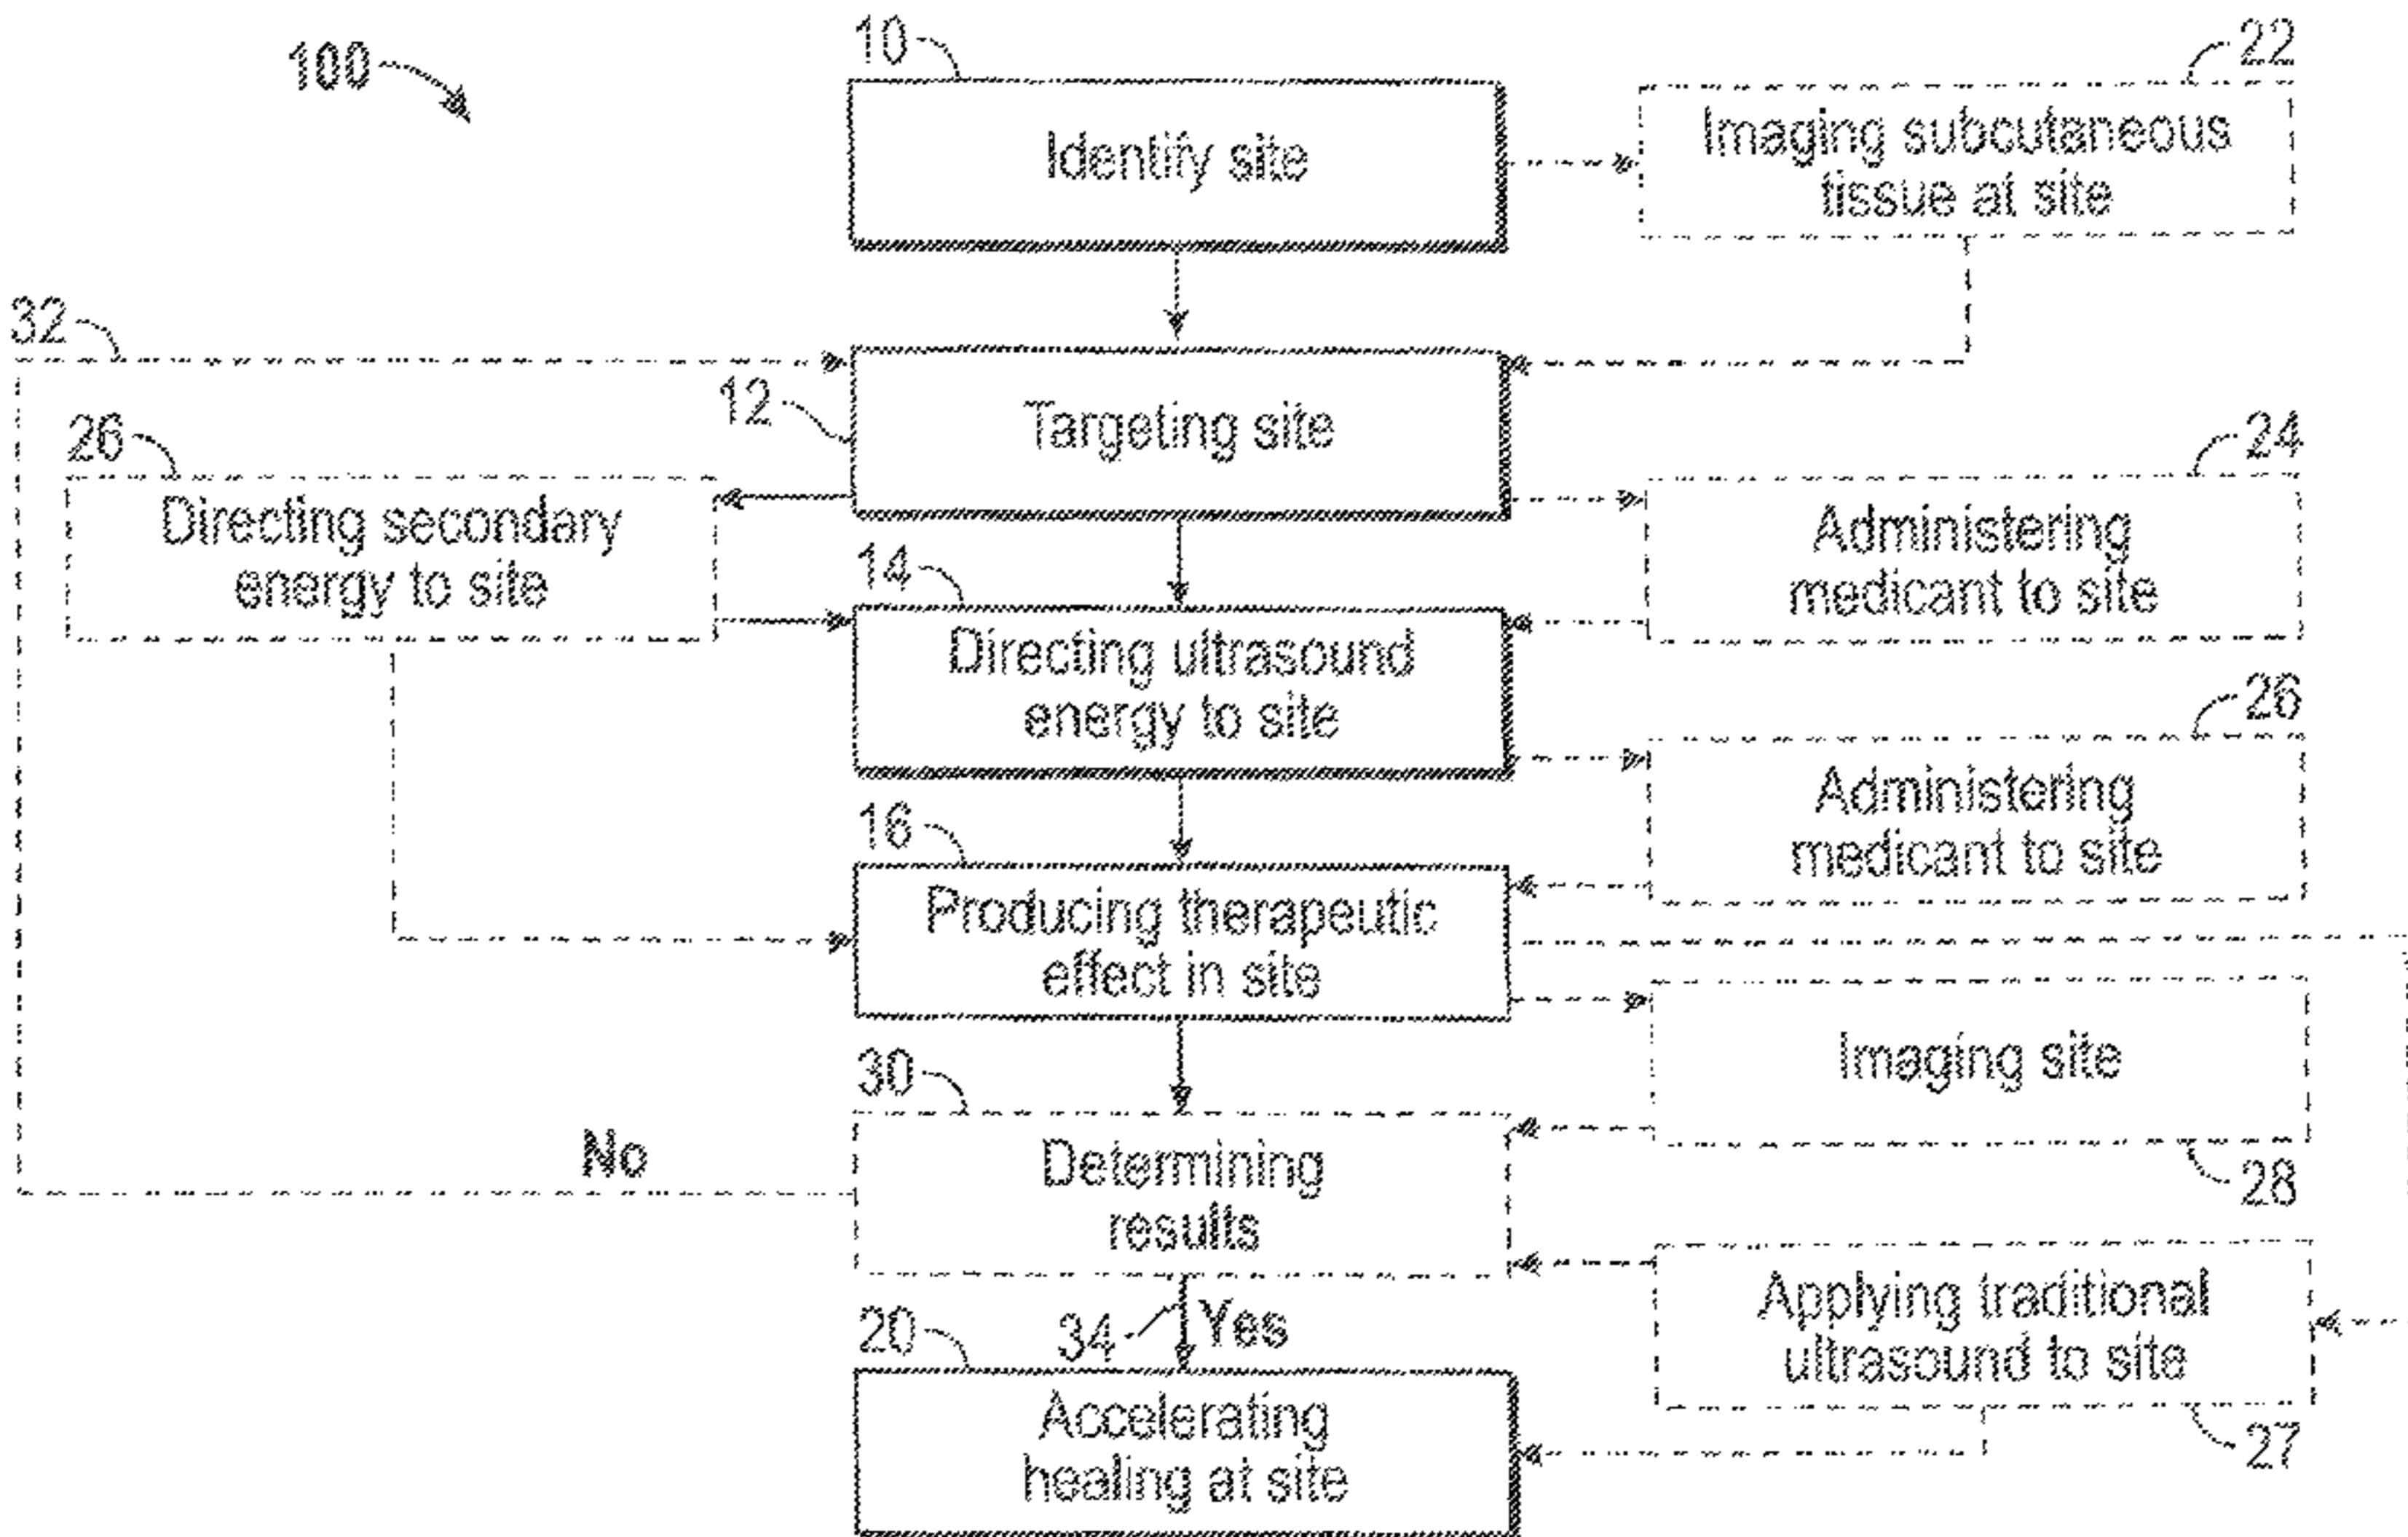 100
10
Identify site
22
Imaging subcutaneous
tissue at site
32
12
Targeting site
26
Directing secondary
energy to site
24
Administering
medicant to site
14
Directing ultrasound
energy to site
26
Administering
medicant to site
16
Producing therapeutic
effect in site
Imaging site
28
30
Determining
results
No
34
Yes
Applying traditional
ultrasound to site
27
20
Accelerating
healing at site